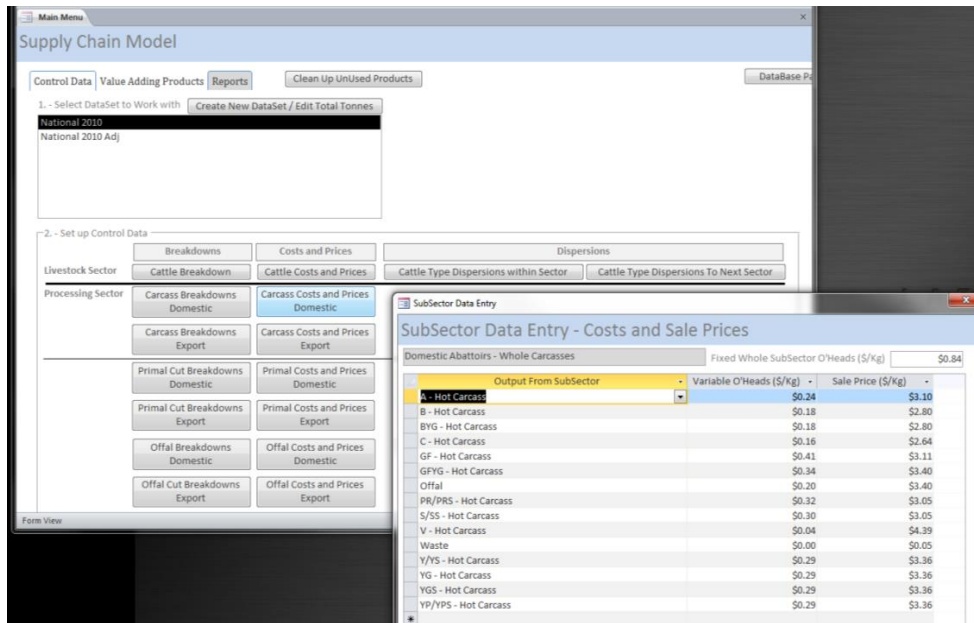 Main Menu
Supply Chain Model
Control Data Value Adding Products Reports Clean Up UnUsed Products DataBase
1. - Select DataSet to Work with Create New DataSet / Edit Total Tonnes
National 2010
National 2010 Adj
2. - Set up Control Data
Breakdowns Costs and Prices Dispersions
Livestock Sector Cattle Breakdown Cattle Costs and Prices Cattle Type Dispersions within Sector Cattle Type Dispersions To Next Sector
Processing Sector Carcass Breakdowns Domestic Carcass Costs and Prices Domestic
Carcass Breakdowns Export Carcass Costs and Prices Export
Primal Cut Breakdowns Domestic Primal Costs and Prices Domestic
Primal Cut Breakdowns Export Primal Costs and Prices Export
Offal Breakdowns Domestic Offal Costs and Prices Domestic
Offal Cut Breakdowns Export Offal Costs and Prices Export
Form View
SubSector Data Entry
SubSector Data Entry - Costs and Sale Prices
Domestic Abattoirs - Whole Carcasses Fixed Whole SubSector O'Heads ($/Kg) $0.84
Output From SubSector Variable O'Heads ($/Kg) Sale Price ($/Kg)
A - Hot Carcass $0.24 $3.10
B - Hot Carcass $0.18 $2.80
BYG - Hot Carcass $0.18 $2.80
C - Hot Carcass $0.16 $2.64
GF - Hot Carcass $0.41 $3.11
GFYG - Hot Carcass $0.34 $3.40
Offal $0.20 $3.40
PR/PRS - Hot Carcass $0.32 $3.05
S/SS - Hot Carcass $0.30 $3.05
V - Hot Carcass $0.04 $4.39
Waste $0.00 $0.05
Y/YS - Hot Carcass $0.29 $3.36
YG - Hot Carcass $0.29 $3.36
YGS - Hot Carcass $0.29 $3.36
YP/YPS - Hot Carcass $0.29 $3.36